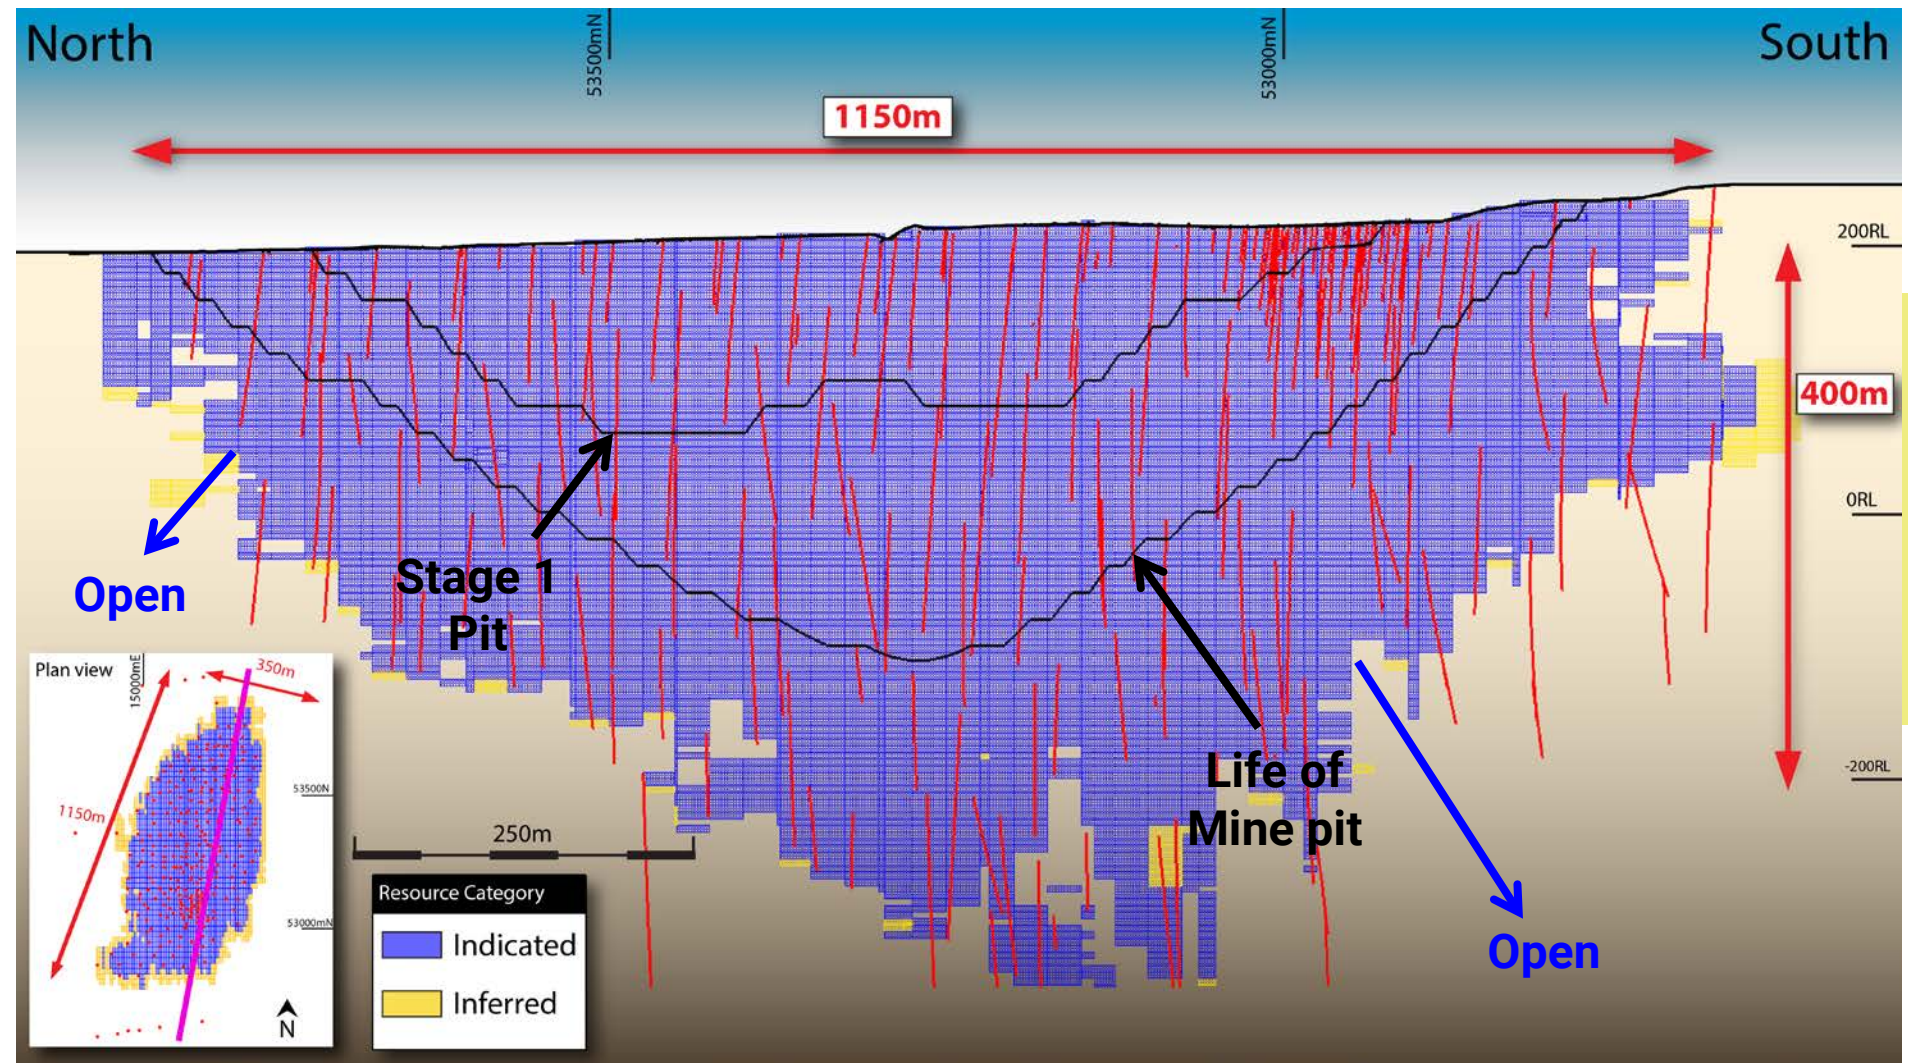 North
53500mN
53000mN
South
1150m
200RL
400m
0RL
-200RL
Open
Stage 1
Pit
Life of
Mine pit
Open
250m
Plan view
15000mE
350m
1150m
53500N
53000mN
N
Resource Category
Indicated
Inferred